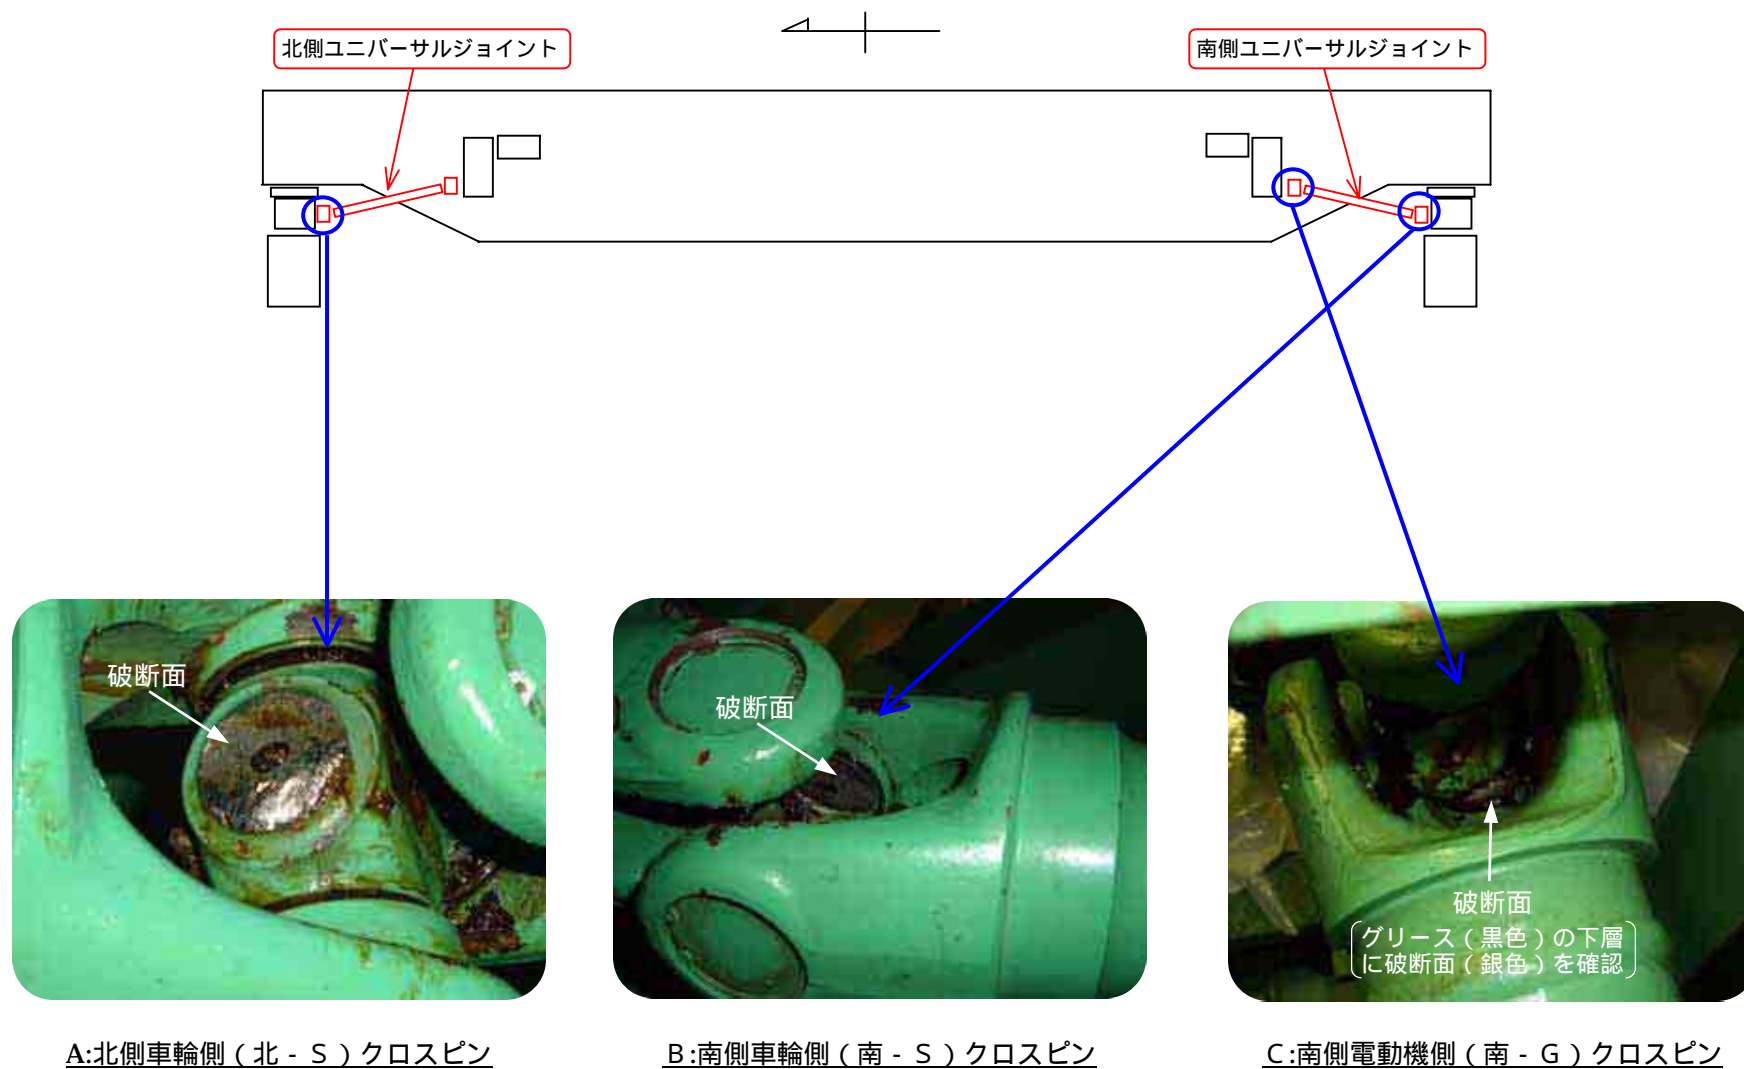 北側ユニバーサルジョイント
南側ユニバーサルジョイント
破断面
破断面
破断面
グリース（黒色）の下層
に破断面（銀色）を確認
A:北側車輪側（北‐Ｓ）クロスピン
Ｂ:南側車輪側（南‐Ｓ）クロスピン
Ｃ:南側電動機側（南‐Ｇ）クロスピン